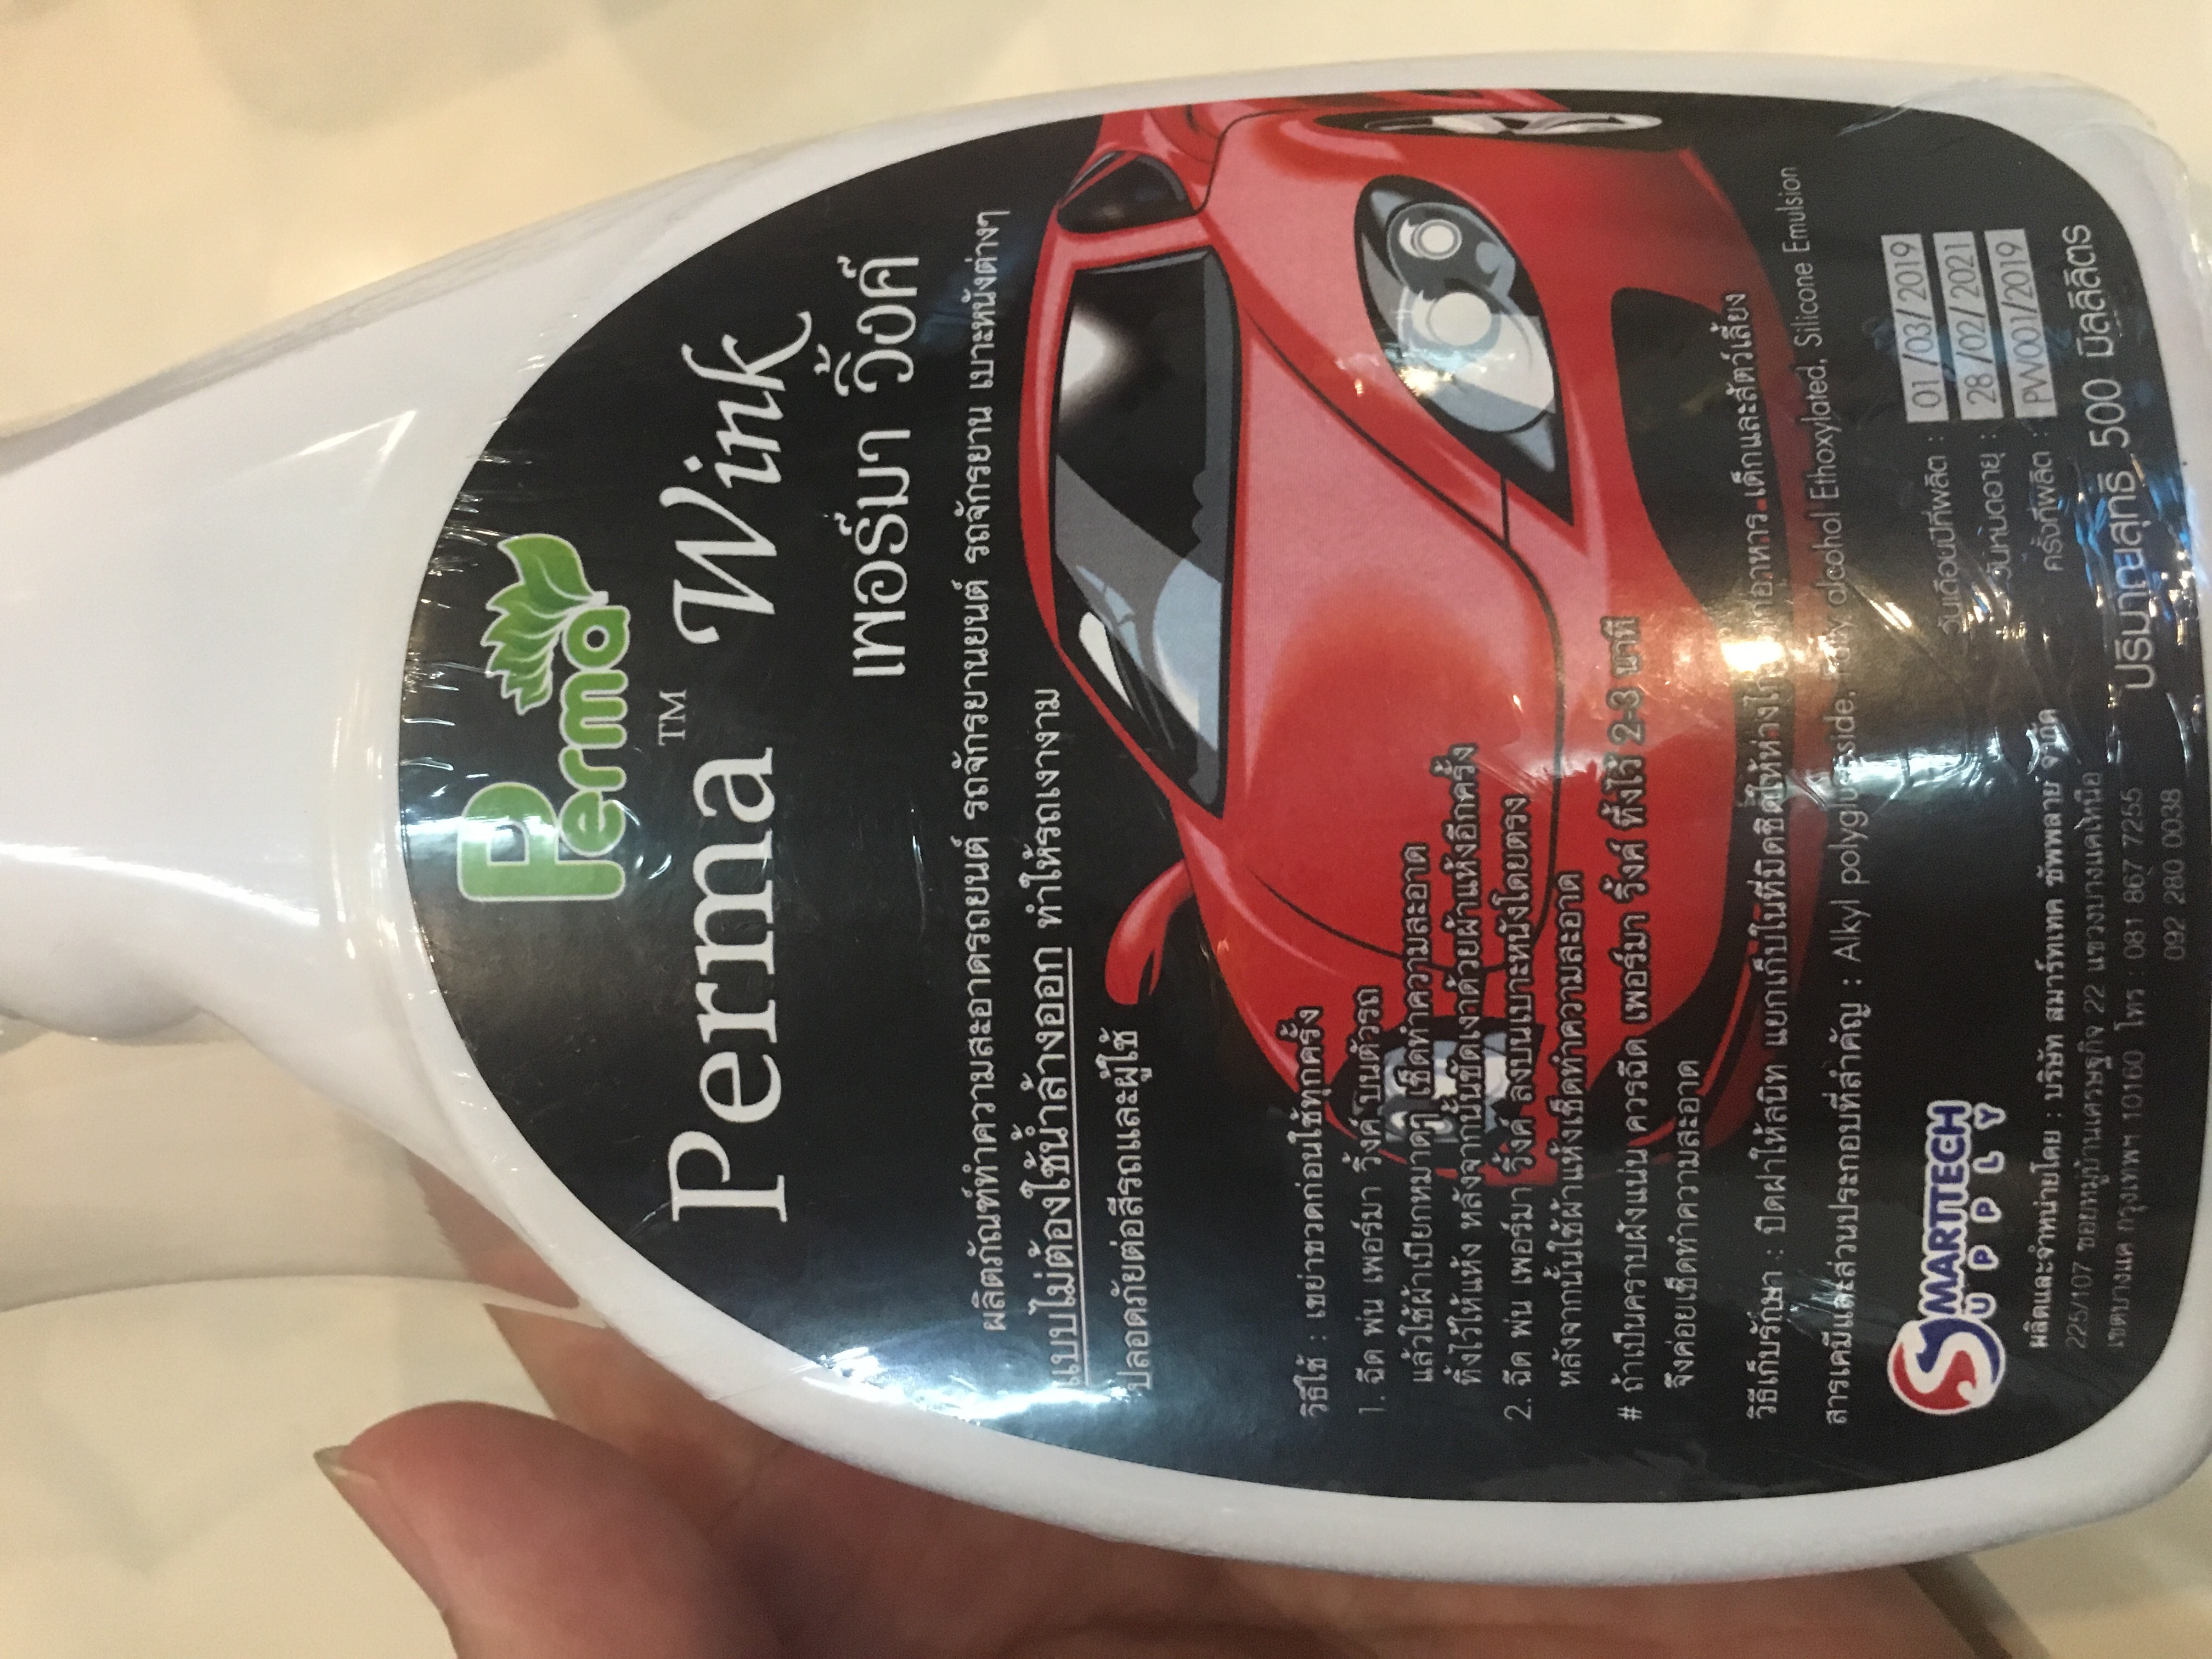 Perma
Perma™ Wink
เพอร์มา วิ้งค์
ผลิตภัณฑ์ทำความสะอาดรถยนต์ รถจักรยานยนต์ รถจักรยาน เบาะหนังต่างๆ
แบบไม่ต้องใช้น้ำล้างออก ทำให้รถเงางาม
ปลอดภัยต่อสีรถและผู้ใช้
วิธีใช้ : เขย่าขวดก่อนใช้ทุกครั้ง
1. ฉีด พ่น เพอร์มา วิ้งค์ บนตัวรถ
แล้วใช้ผ้าเปียกหมาดๆ เช็ดทำความสะอาด
ทิ้งไว้ให้แห้ง หลังจากนั้นขัดเงาด้วยผ้าแห้งอีกครั้ง
2. ฉีด พ่น เพอร์มา วิ้งค์ ลงบนเบาะหนังโดยตรง
หลังจากนั้นใช้ผ้าแห้งเช็ดทำความสะอาด
# ถ้าเป็นคราบฝังแน่น ควรฉีด เพอร์มา วิ้งค์ ทิ้งไว้ 2-3 นาที
จึงค่อยเช็ดทำความสะอาด
วิธีเก็บรักษา : ปิดฝาให้สนิท แยกเก็บในที่มิดชิดให้ห่างไกลจากอาหาร เด็กและสัตว์เลี้ยง
สารเคมีและส่วนประกอบที่สำคัญ : Alkyl polyglucoside, Fatty alcohol Ethoxylated, Silicone Emulsion
SMARTECH
SUPPLY
วันเดือนปีที่ผลิต : 01/03/2019
วันหมดอายุ : 28/02/2021
ครั้งที่ผลิต : PW001/2019
ผลิตและจำหน่ายโดย : บริษัท สมาร์ทเทค ซัพพลาย จำกัด
225/107 ซอยหมู่บ้านเศรษฐกิจ 22 แขวงบางแคเหนือ
เขตบางแค กรุงเทพฯ 10160 โทร : 081 867 7255
092 280 0038
ปริมาณสุทธิ 500 มิลลิลิตร